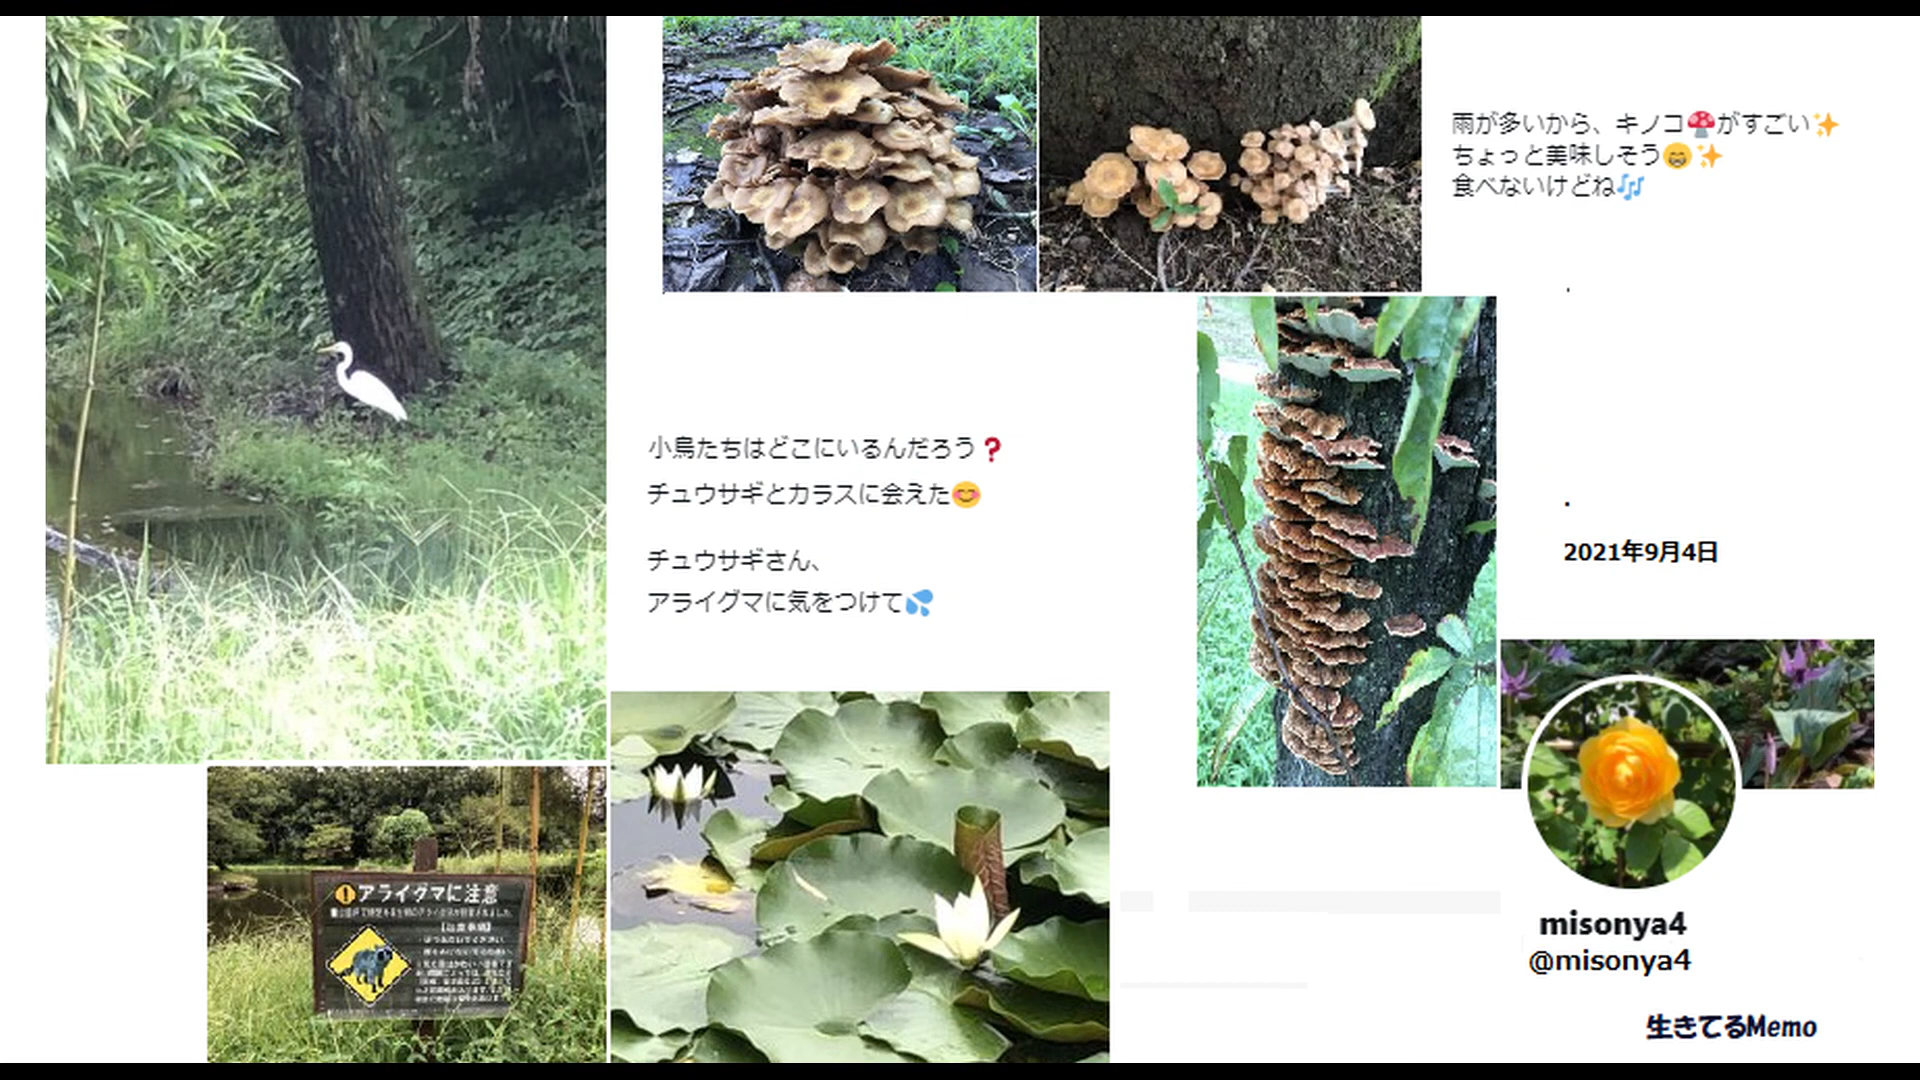 雨が多いから、キノコ🍄がすごい✨
ちょっと美味しそう😁✨
食べないけどね🎶
小鳥たちはどこにいるんだろう❓
チュウサギとカラスに会えた😊
チュウサギさん、
アライグマに気をつけて💦
2021年9月4日
アライグマに注意
misonya4
@misonya4
生きてるMemo